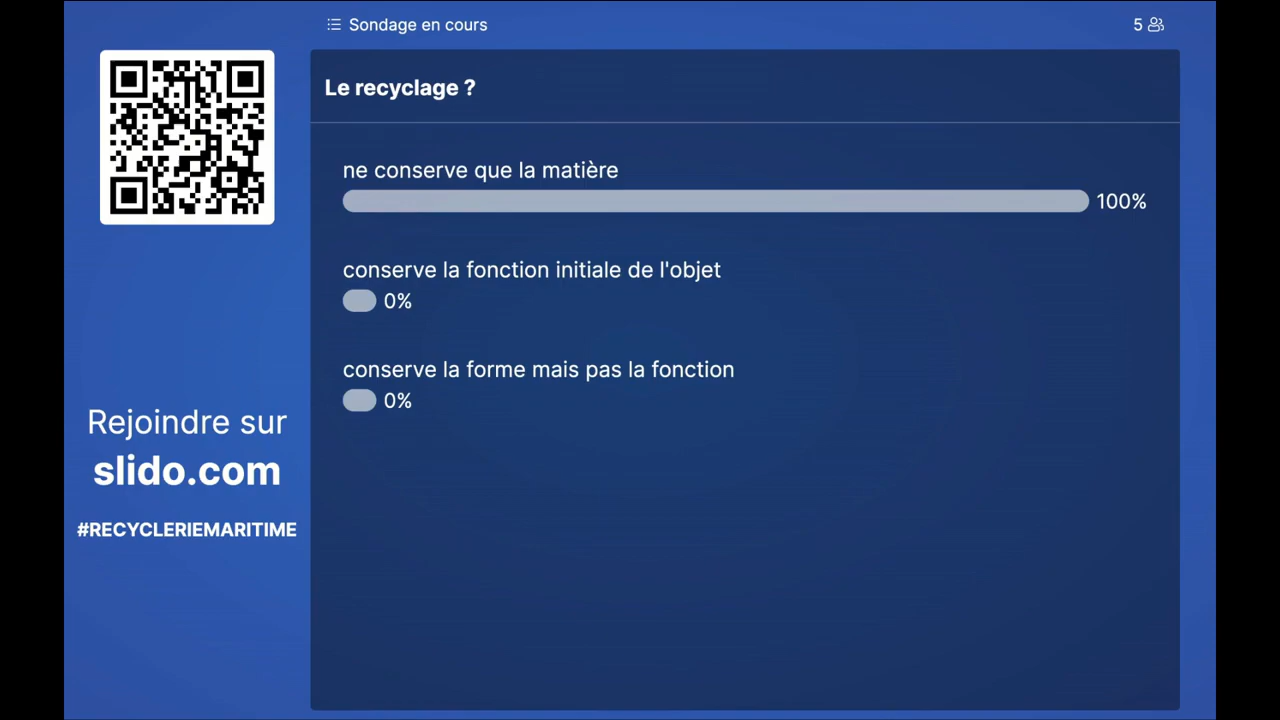 Sondage en cours
5
Le recyclage ?
ne conserve que la matière
100%
conserve la fonction initiale de l'objet
0%
conserve la forme mais pas la fonction
0%
Rejoindre sur
slido.com
#RECYCLERIEMARITIME